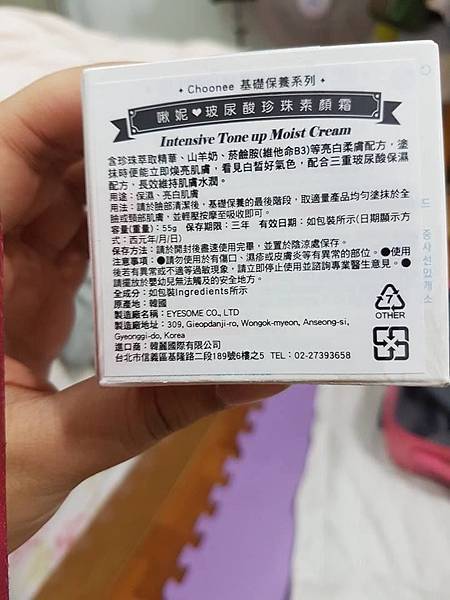 Choonee 基礎保養系列
啾妮♥玻尿酸珍珠素顏霜
Intensive Tone up Moist Cream
含珍珠萃取精華、山羊奶、菸鹼胺(維他命B3)等亮白柔膚配方，塗
抹時便能立即煥亮肌膚，看見白皙好氣色，配合三重玻尿酸保濕
配方，長效維持肌膚水潤。
用途：保濕、亮白肌膚
用法：請於臉部清潔後，基礎保養的最後階段，取適量產品均勻塗抹於全
臉或頸部肌膚，並輕壓按摩至吸收即可。
容量(重量)：55g 保存期限：三年 有效日期：如包裝所示(日期顯示方
式：西元年/月/日)
保存方法：請於開封後盡速使用完畢，並置於陰涼處保存。
注意事項：●請勿使用於有傷口、濕疹或皮膚炎等有異常的部位。●使用
後若有異常或不適等過敏現象，請立即停止使用並諮詢專業醫生意見。●
請擺放於嬰幼兒無法觸及的安全地方。
全成分：如包裝Ingredients所示
原產地：韓國
製造廠名稱：EYESOME CO., LTD
製造廠地址：309, Gieopdanji-ro, Wongok-myeon, Anseong-si,
Gyeonggi-do, Korea
進口商：韓麗國際有限公司
台北市信義區基隆路二段189號6樓之5 TEL：02-27393658
7
OTHER